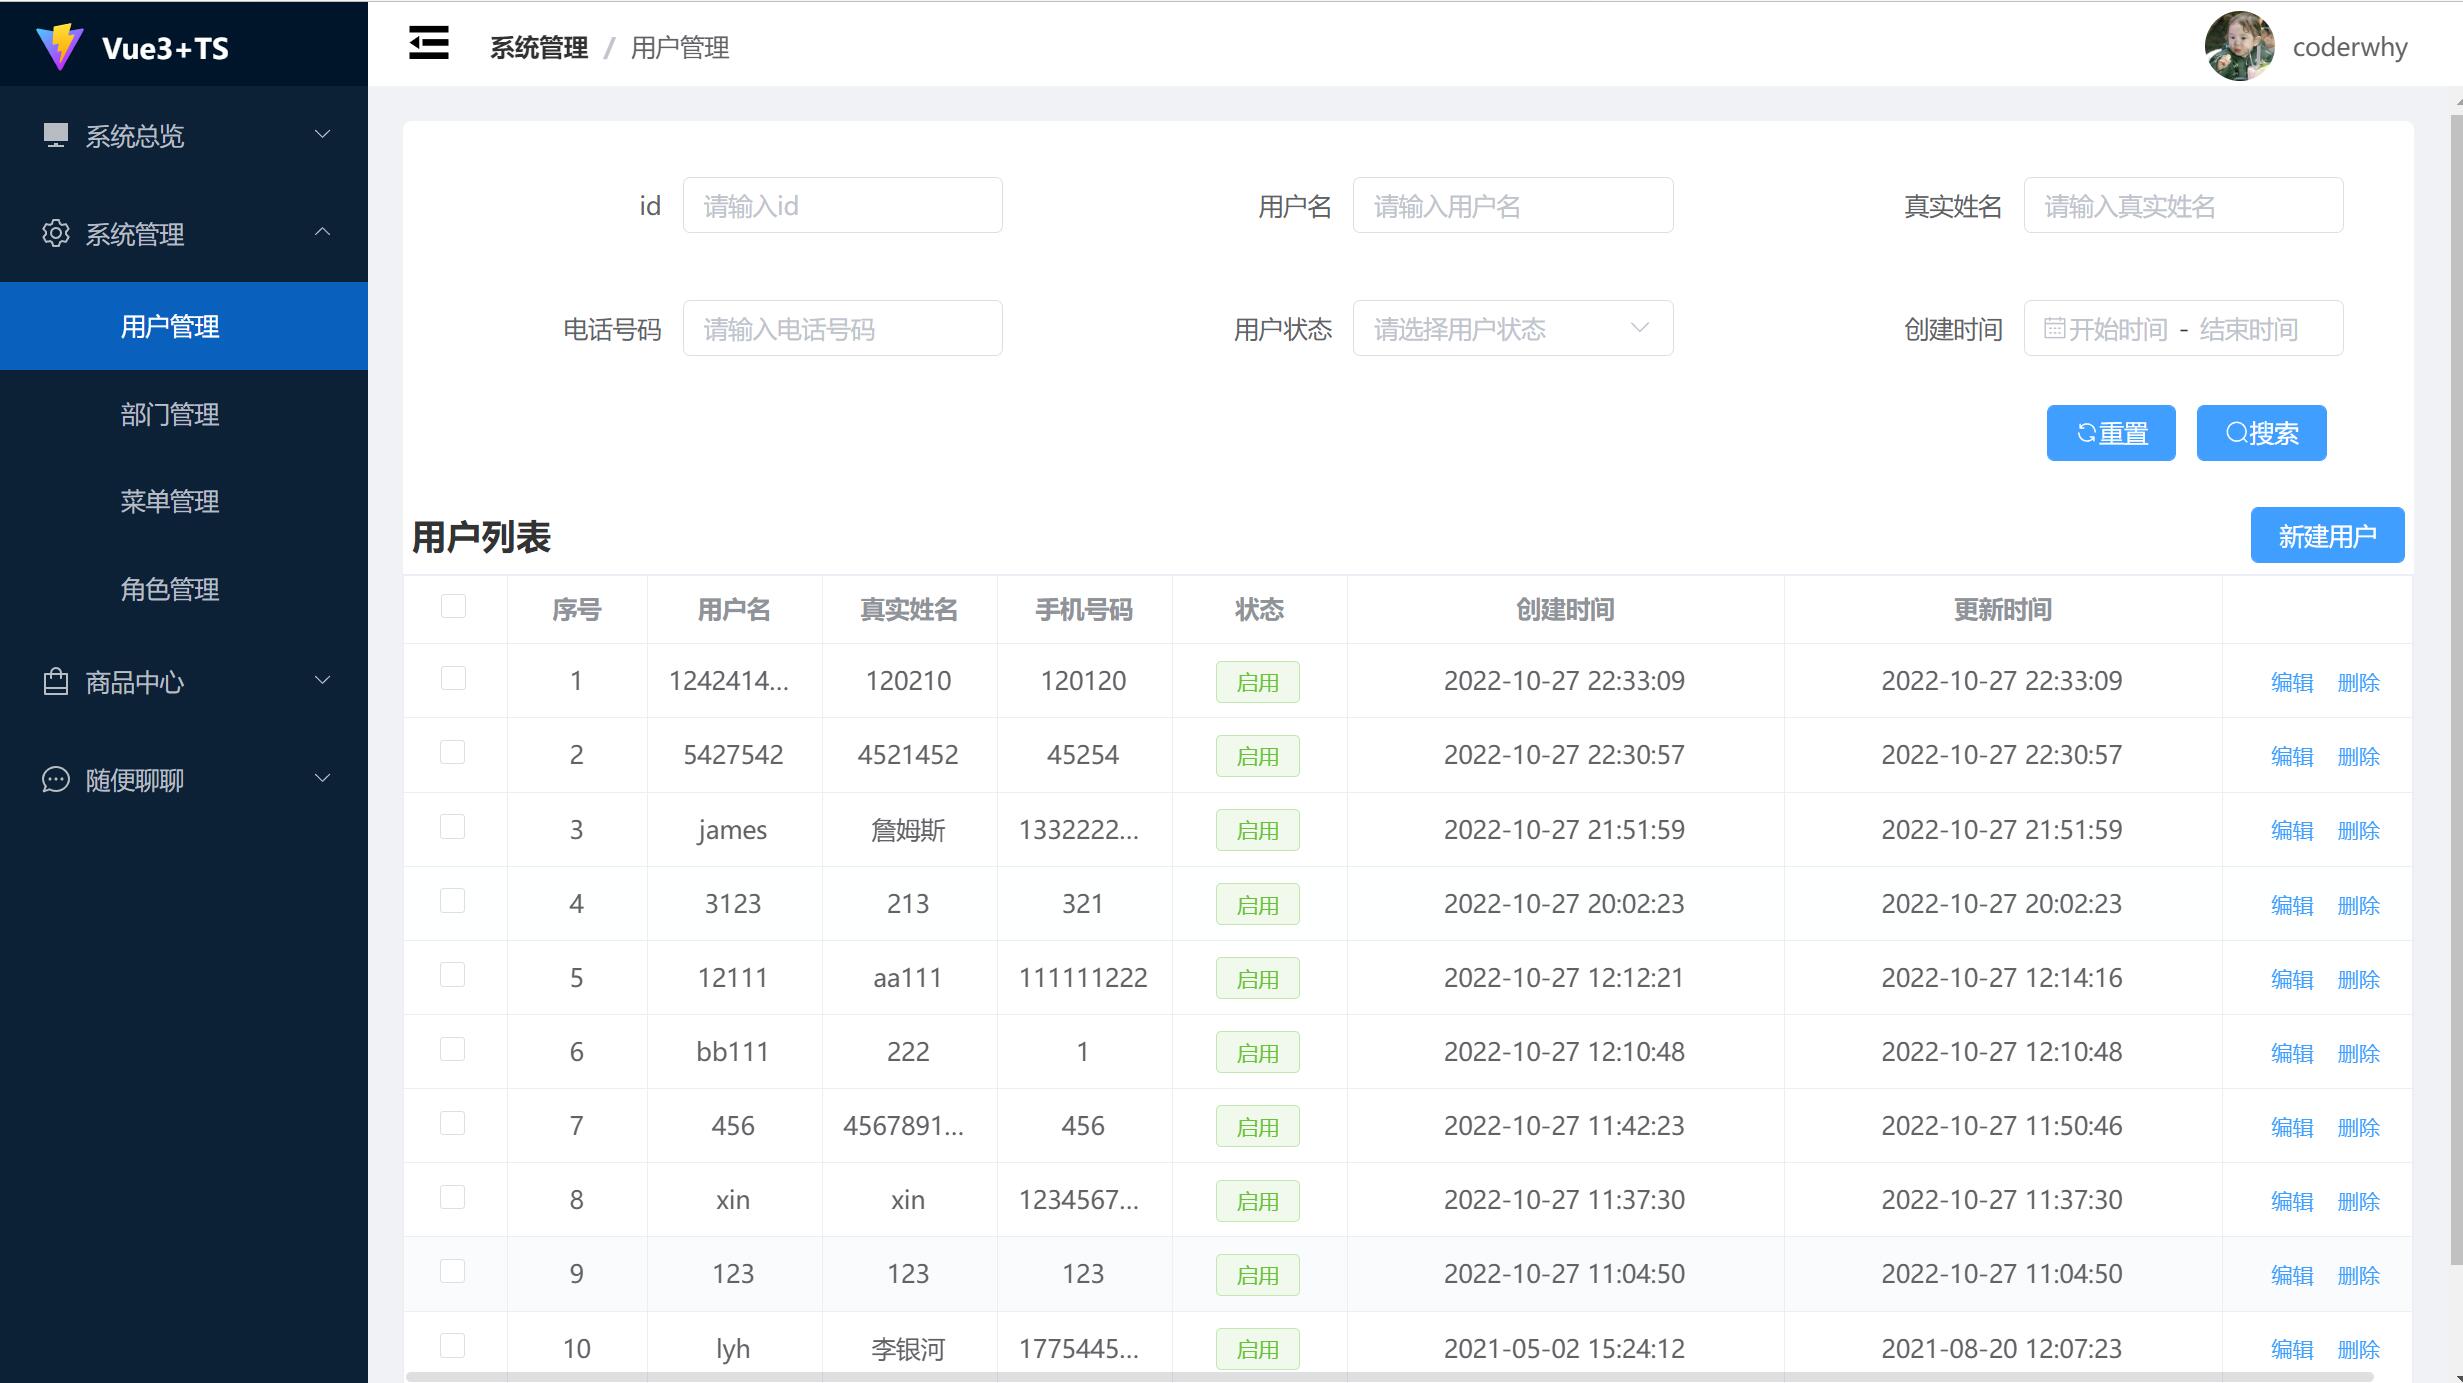 Vue3+TS
系统总览
系统管理
用户管理
部门管理
菜单管理
角色管理
商品中心
随便聊聊
系统管理 / 用户管理
coderwhy
id 请输入id 用户名 请输入用户名 真实姓名 请输入真实姓名
电话号码 请输入电话号码 用户状态 请选择用户状态 创建时间 开始时间 - 结束时间
重置 搜索
用户列表 新建用户
序号 用户名 真实姓名 手机号码 状态 创建时间 更新时间
1 1242414... 120210 120120 启用 2022-10-27 22:33:09 2022-10-27 22:33:09 编辑 删除
2 5427542 4521452 45254 启用 2022-10-27 22:30:57 2022-10-27 22:30:57 编辑 删除
3 james 詹姆斯 1332222... 启用 2022-10-27 21:51:59 2022-10-27 21:51:59 编辑 删除
4 3123 213 321 启用 2022-10-27 20:02:23 2022-10-27 20:02:23 编辑 删除
5 12111 aa111 111111222 启用 2022-10-27 12:12:21 2022-10-27 12:14:16 编辑 删除
6 bb111 222 1 启用 2022-10-27 12:10:48 2022-10-27 12:10:48 编辑 删除
7 456 4567891... 456 启用 2022-10-27 11:42:23 2022-10-27 11:50:46 编辑 删除
8 xin xin 1234567... 启用 2022-10-27 11:37:30 2022-10-27 11:37:30 编辑 删除
9 123 123 123 启用 2022-10-27 11:04:50 2022-10-27 11:04:50 编辑 删除
10 lyh 李银河 1775445... 启用 2021-05-02 15:24:12 2021-08-20 12:07:23 编辑 删除